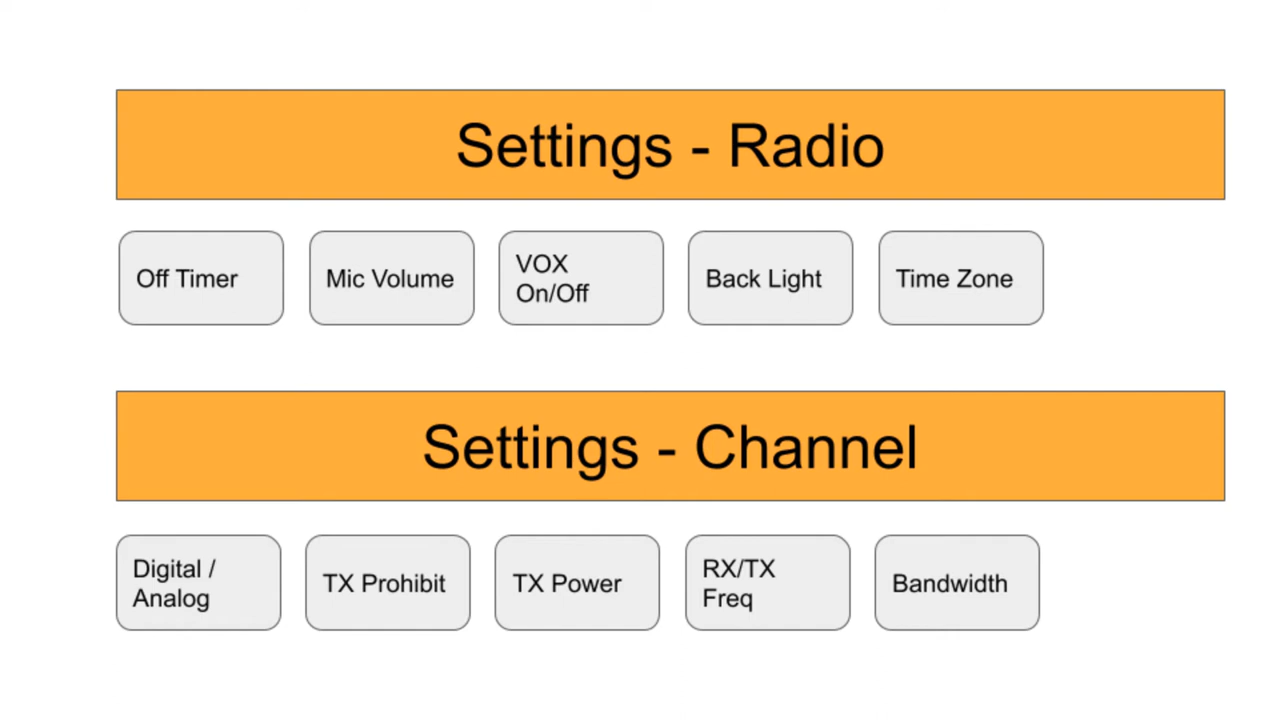 Settings - Radio
Off Timer
Mic Volume
VOX
On/Off
Back Light
Time Zone
Settings - Channel
Digital /
Analog
TX Prohibit
TX Power
RX/TX
Freq
Bandwidth